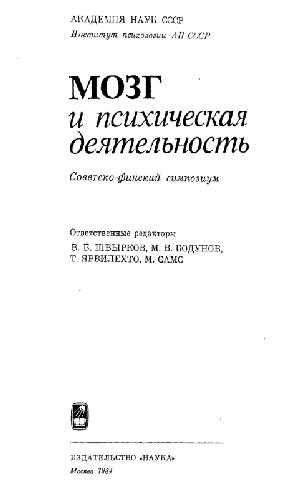 АКАДЕМИЯ НАУК СССР
Институт психологии АН СССР
МОЗГ
и психическая
деятельность
Советско-финский симпозиум
Ответственные редакторы
В. Б. ШВЫРКОВ, М. В. БОДУНОВ,
Т. ЯРВИЛЕХТО, М. САМС
ИЗДАТЕЛЬСТВО «НАУКА»
Москва 1984